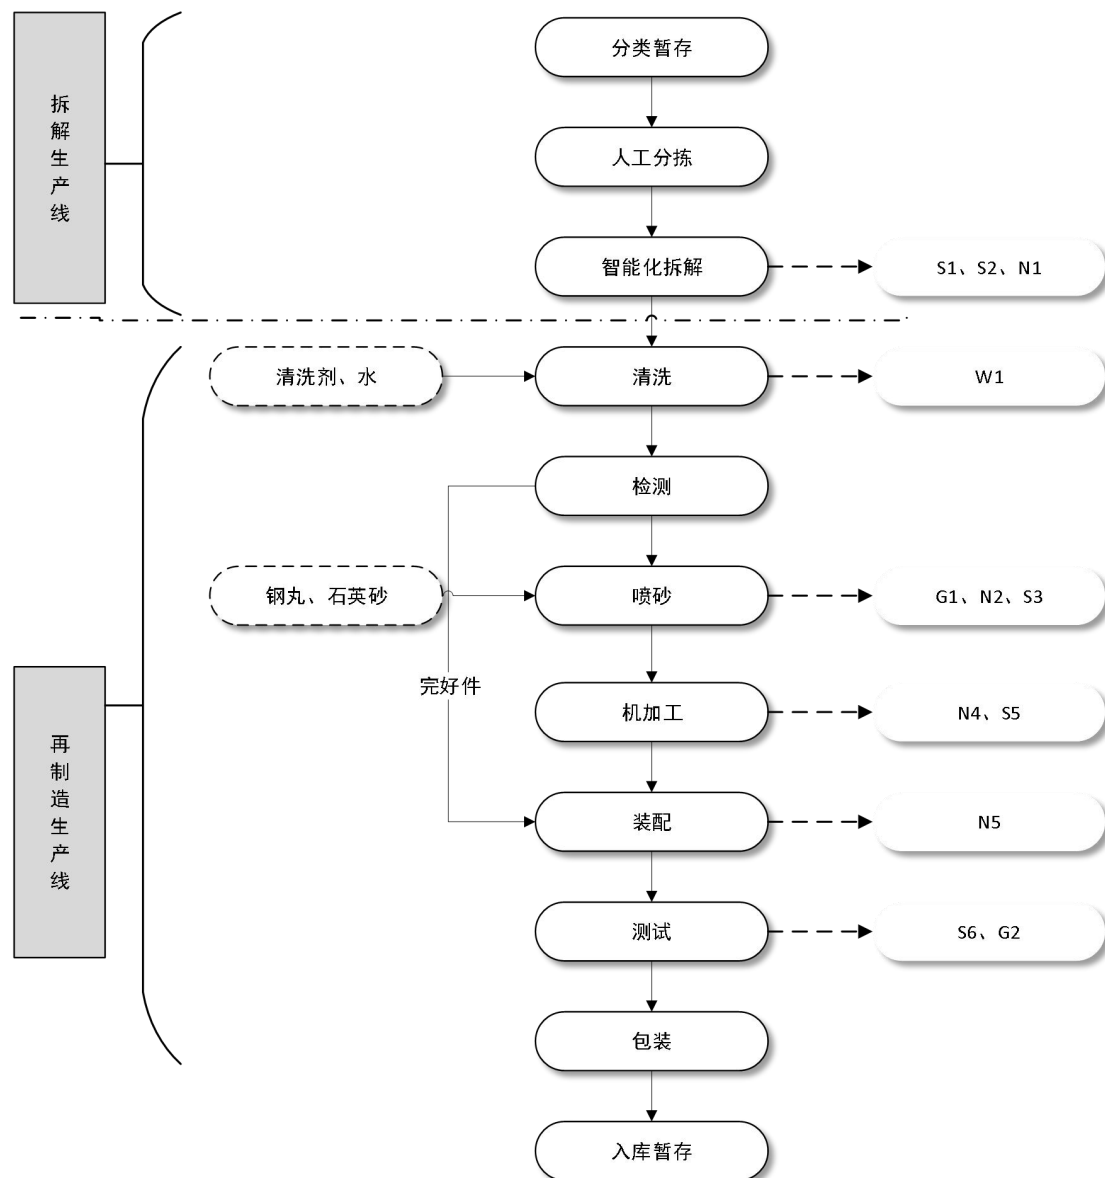 拆解生产线
分类暂存
人工分拣
智能化拆解
S1、S2、N1
清洗剂、水
清洗
W1
检测
钢丸、石英砂
喷砂
G1、N2、S3
完好件
机加工
N4、S5
再制造生产线
装配
N5
测试
S6、G2
包装
入库暂存